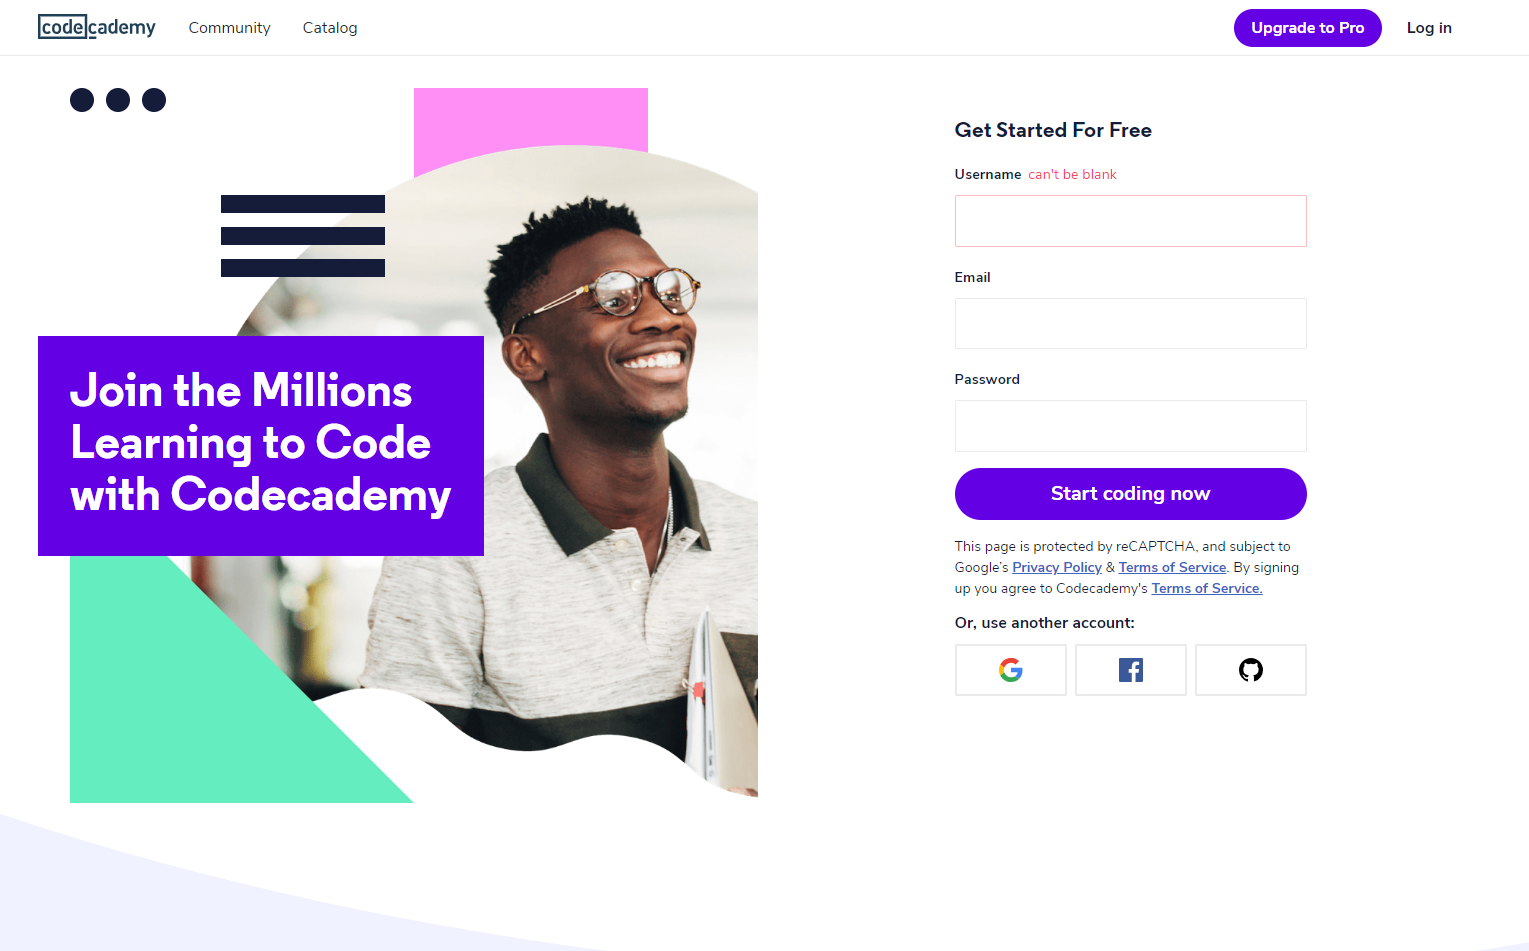 codecademy
Community
Catalog
Upgrade to Pro
Log in
Join the Millions
Learning to Code
with Codecademy
Get Started For Free
Username can't be blank
Email
Password
Start coding now
This page is protected by reCAPTCHA, and subject to
Google’s Privacy Policy & Terms of Service. By signing
up you agree to Codecademy's Terms of Service.
Or, use another account: